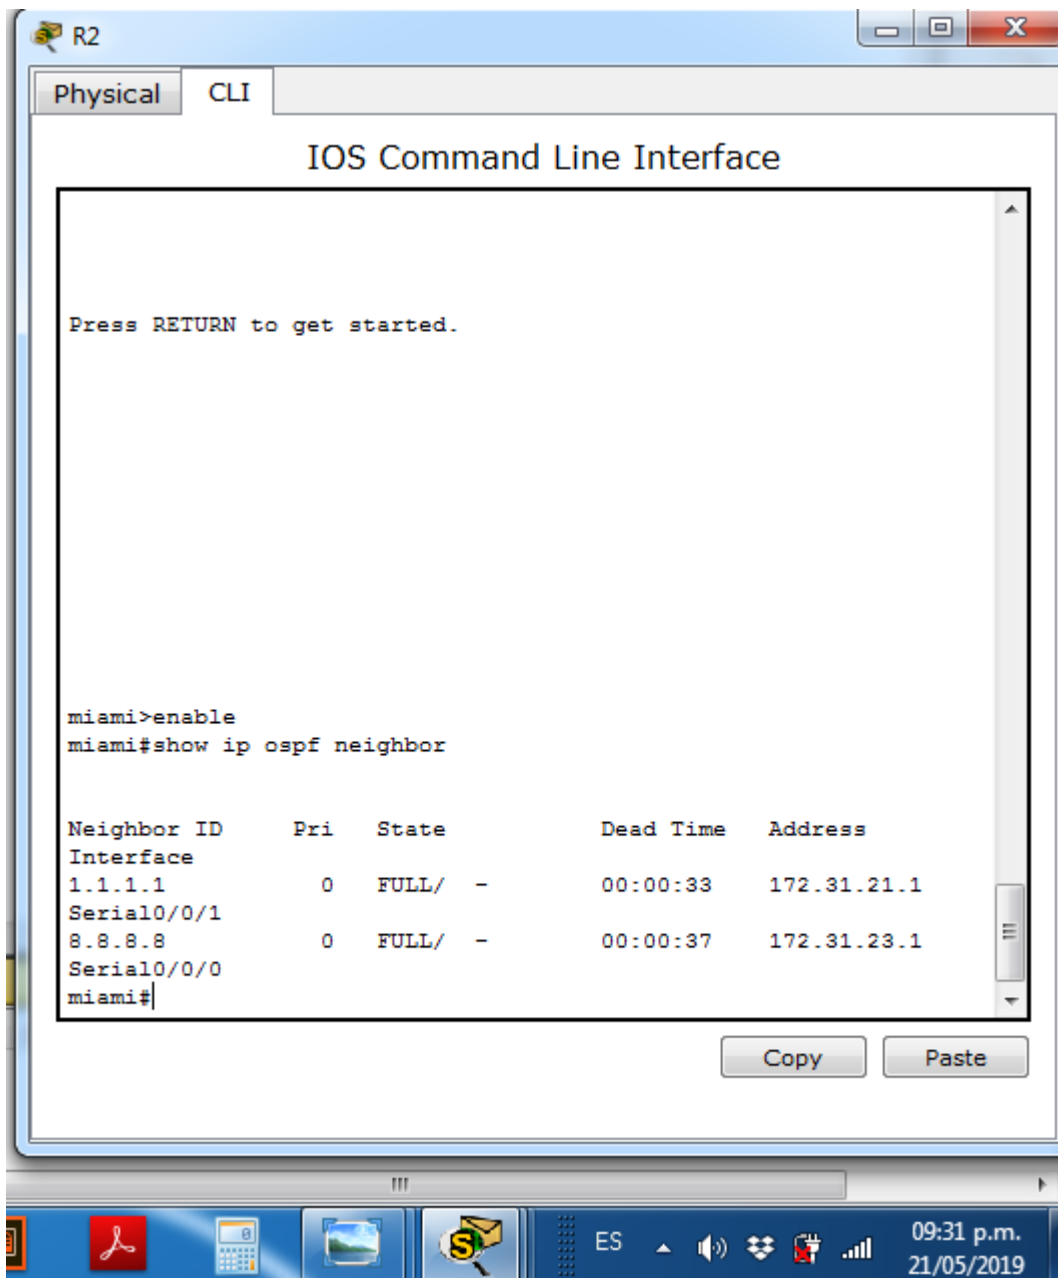 R2
Physical CLI
IOS Command Line Interface
Press RETURN to get started.
miami>enable
miami#show ip ospf neighbor
Neighbor ID Pri State Dead Time Address
Interface
1.1.1.1 0 FULL/ - 00:00:33 172.31.21.1
Serial0/0/1
8.8.8.8 0 FULL/ - 00:00:37 172.31.23.1
Serial0/0/0
miami#
Copy Paste
ES
09:31 p.m.
21/05/2019